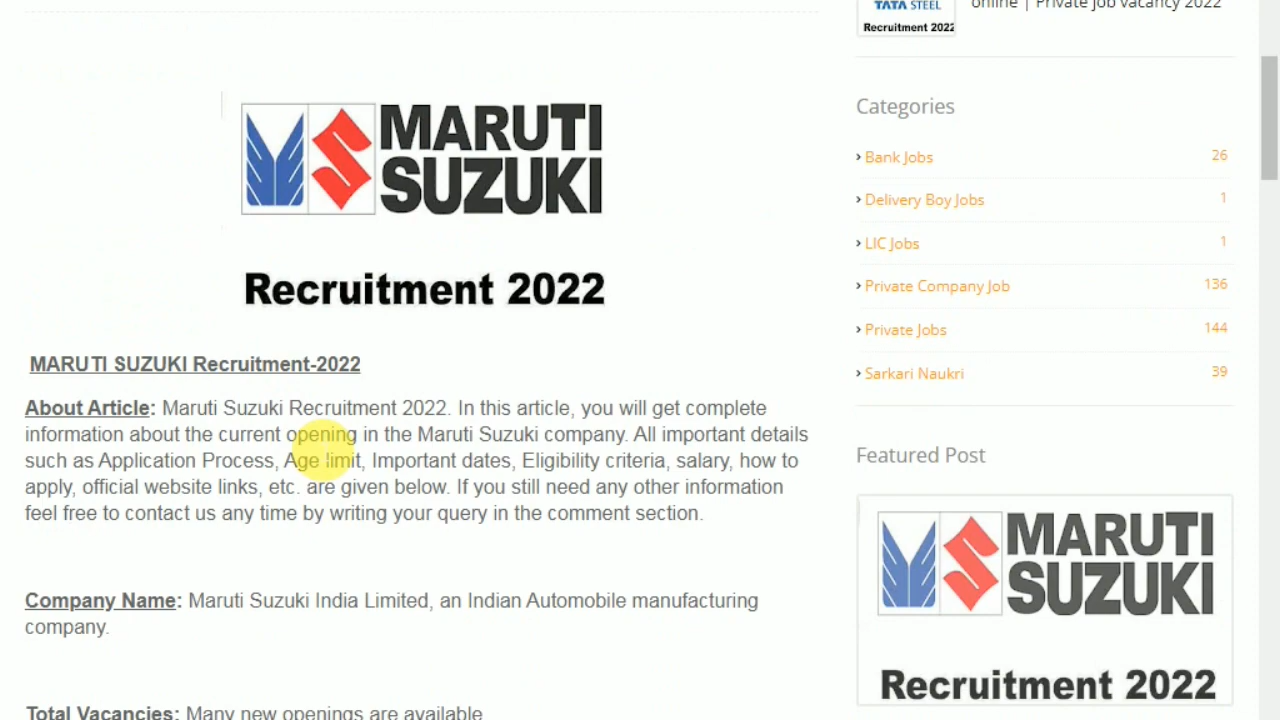 TATA STEEL
Recruitment 2022
online | Private job vacancy 2022
MARUTI
SUZUKI
Recruitment 2022
MARUTI SUZUKI Recruitment-2022
About Article: Maruti Suzuki Recruitment 2022. In this article, you will get complete
information about the current opening in the Maruti Suzuki company. All important details
such as Application Process, Age limit, Important dates, Eligibility criteria, salary, how to
apply, official website links, etc. are given below. If you still need any other information
feel free to contact us any time by writing your query in the comment section.
Company Name: Maruti Suzuki India Limited, an Indian Automobile manufacturing
company.
Total Vacancies: Many new openings are available
Categories
› Bank Jobs 26
› Delivery Boy Jobs 1
› LIC Jobs 1
› Private Company Job 136
› Private Jobs 144
› Sarkari Naukri 39
Featured Post
MARUTI
SUZUKI
Recruitment 2022